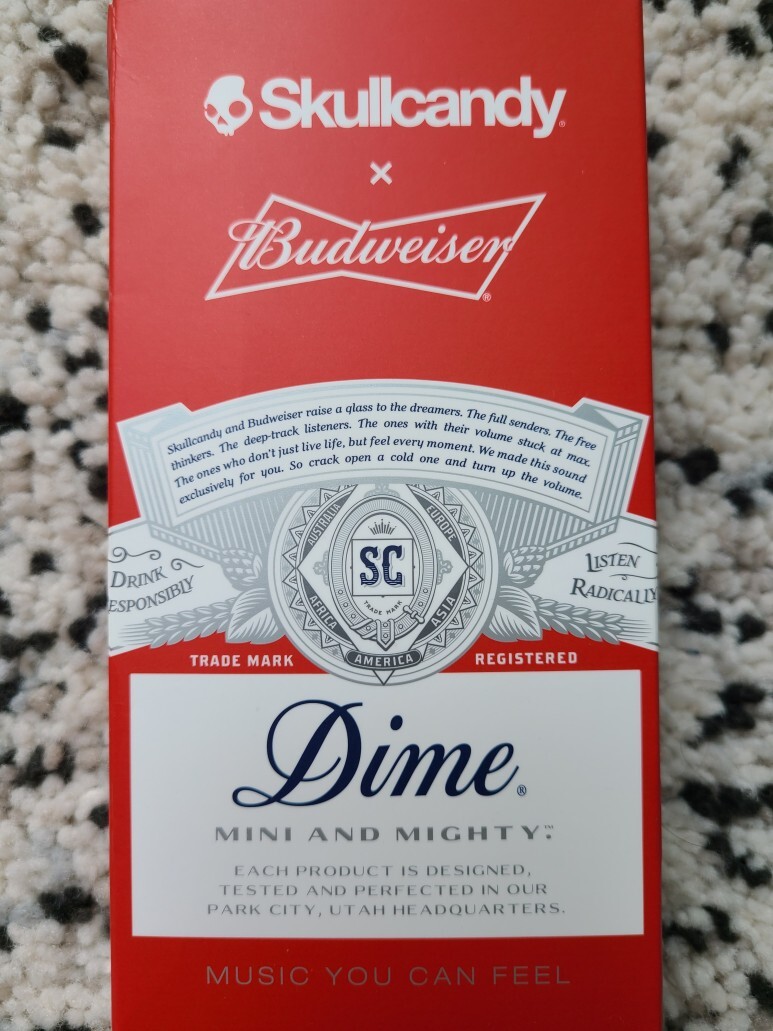 Skullcandy®
×
Budweiser®
Skullcandy and Budweiser raise a glass to the dreamers. The full senders. The free
thinkers. The deep-track listeners. The ones with their volume stuck at max.
The ones who don't just live life, but feel every moment. We made this sound
exclusively for you. So crack open a cold one and turn up the volume.
AUSTRALIA
EUROPE
SC
TRADE MARK
AFRICA
ASIA
AMERICA
DRINK
ESPONSIBLY
LISTEN
RADICALLY
TRADE MARK
REGISTERED
Dime®
MINI AND MIGHTY.™
EACH PRODUCT IS DESIGNED,
TESTED AND PERFECTED IN OUR
PARK CITY, UTAH HEADQUARTERS.
MUSIC YOU CAN FEEL